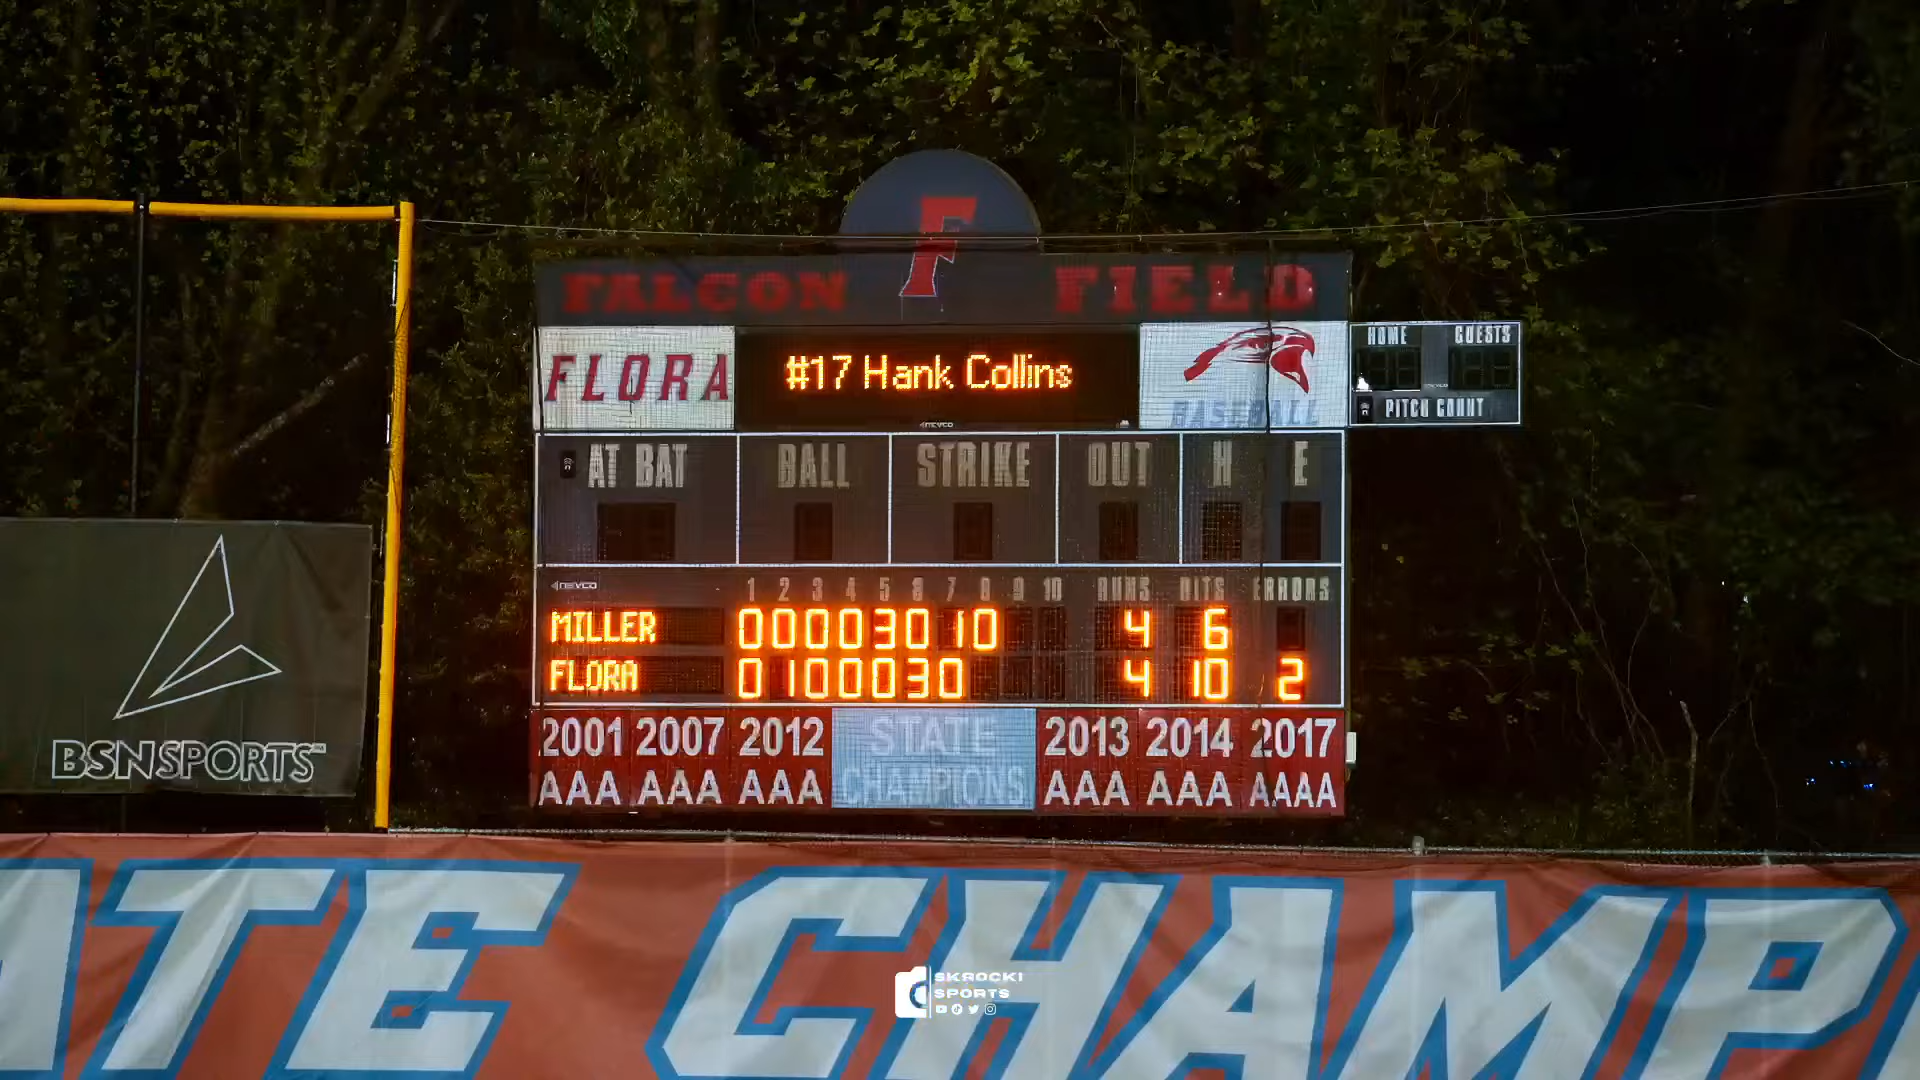 F
FALCON FIELD
FLORA
#17 Hank Collins
BASEBALL
HOME GUESTS
PITCH COUNT
NEVCO
AT BAT BALL STRIKE OUT H E
NEVCO
1 2 3 4 5 6 7 8 9 10 RUNS HITS ERRORS
MILLER 0 0 0 0 3 0 1 0 4 6
FLORA 0 1 0 0 0 3 0 4 10 2
2001 2007 2012 STATE 2013 2014 2017
AAA AAA AAA CHAMPIONS AAA AAA AAAA
BSNSPORTS
ATE CHAMP
SKROCKI
SPORTS